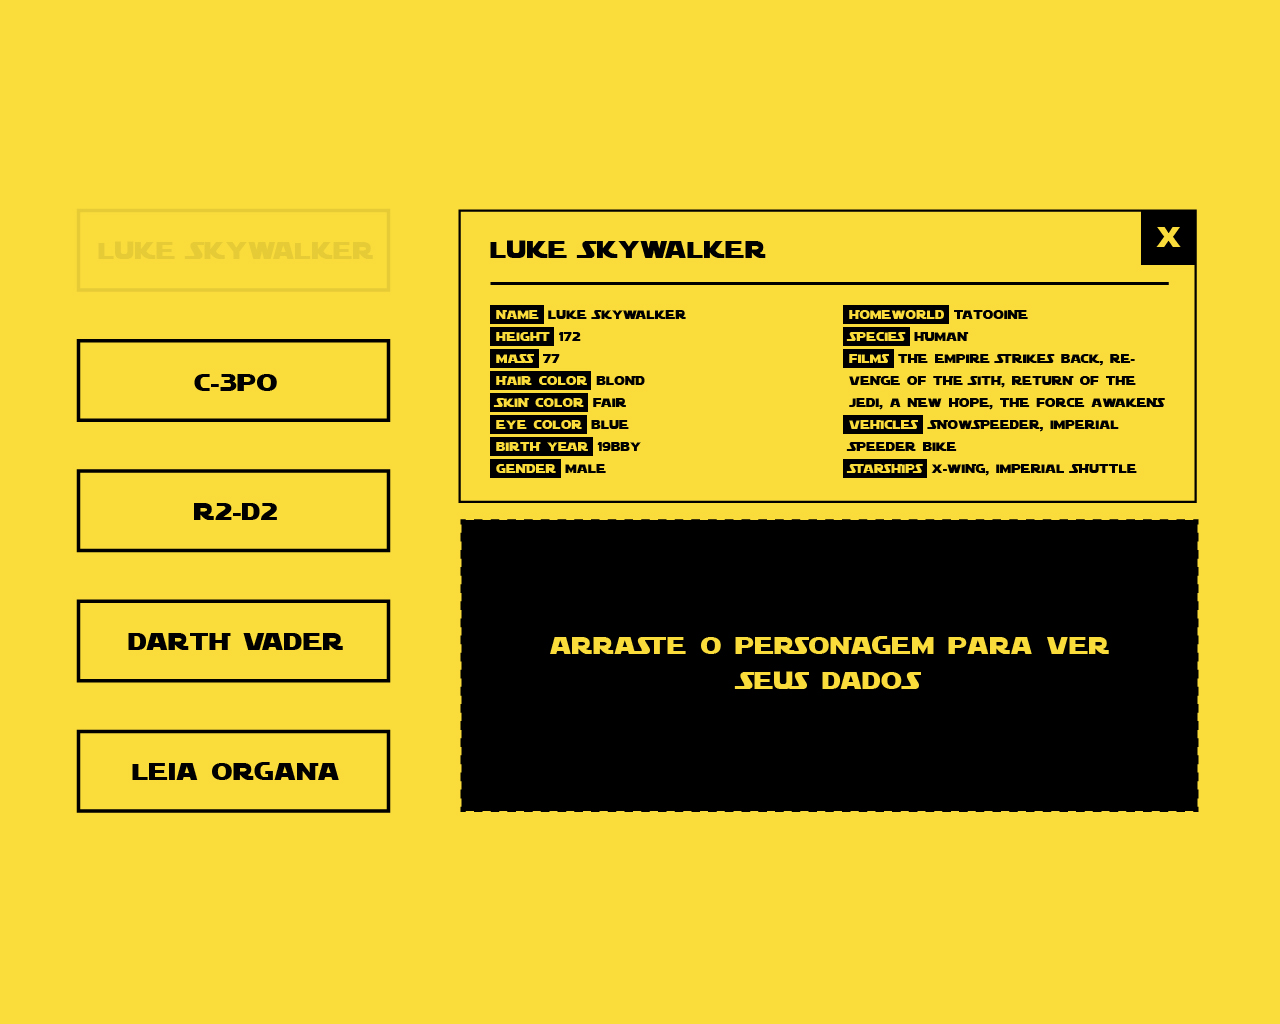 LUKE SKYWALKER
C-3PO
R2-D2
DARTH VADER
LEIA ORGANA
LUKE SKYWALKER
X
NAME LUKE SKYWALKER
HEIGHT 172
MASS 77
HAIR COLOR BLOND
SKIN COLOR FAIR
EYE COLOR BLUE
BIRTH YEAR 19BBY
GENDER MALE
HOMEWORLD TATOOINE
SPECIES HUMAN
FILMS THE EMPIRE STRIKES BACK, RE-
VENGE OF THE SITH, RETURN OF THE
JEDI, A NEW HOPE, THE FORCE AWAKENS
VEHICLES SNOWSPEEDER, IMPERIAL
SPEEDER BIKE
STARSHIPS X-WING, IMPERIAL SHUTTLE
ARRASTE O PERSONAGEM PARA VER
SEUS DADOS